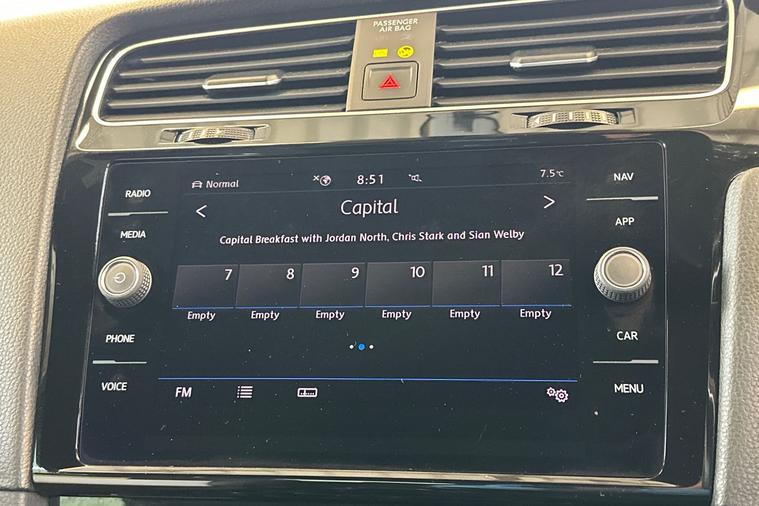 PASSENGER
AIR BAG
RADIO
MEDIA
PHONE
VOICE
Normal
8:51
7.5°C
Capital
Capital Breakfast with Jordan North, Chris Stark and Sian Welby
7 8 9 10 11 12
Empty Empty Empty Empty Empty Empty
FM
NAV
APP
CAR
MENU